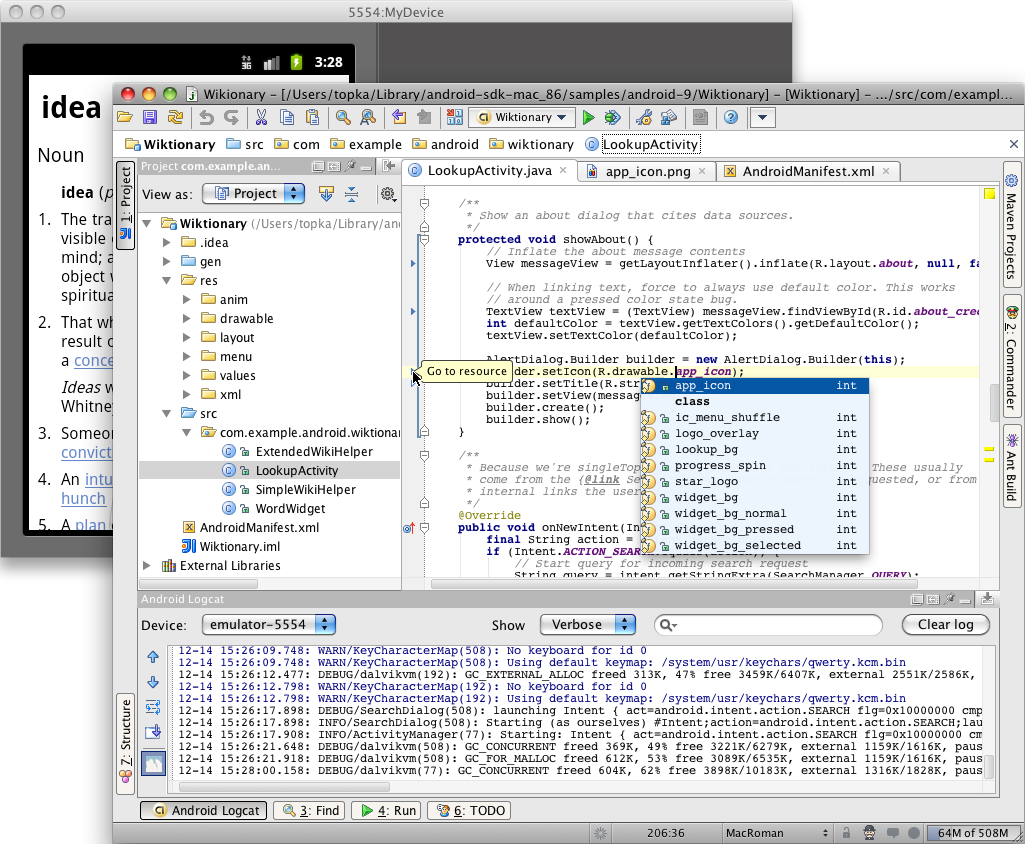 5554:MyDevice
3:28
idea
Noun
idea
1. The tra
visible
mind; a
object
spiritua
2. That wh
result o
a conce
Ideas w
Whitney
3. Someo
convict
4. An intu
hunch
5. A plan
Wikionary – [/Users/topka/Library/android-sdk-mac_86/samples/android-9/Wiktionary] – [Wiktionary] – .../src/com/exampl...
Wiktionary
Wiktionary src com example android wiktionary LookupActivity
1: Project
Z: Structure
Project com.example.an...
View as: Project
Wiktionary (/Users/topka/Library/an
.idea
gen
res
anim
drawable
layout
menu
values
xml
src
com.example.android.wiktiona
ExtendedWikiHelper
LookupActivity
SimpleWikiHelper
WordWidget
AndroidManifest.xml
Wiktionary.iml
External Libraries
LookupActivity.java app_icon.png AndroidManifest.xml
/**
* Show an about dialog that cites data sources.
*/
protected void showAbout() {
// Inflate the about message contents
View messageView = getLayoutInflater().inflate(R.layout.about, null, fa
// When linking text, force to always use default color. This works
// around a pressed color state bug.
TextView textView = (TextView) messageView.findViewById(R.id.about_cre
int defaultColor = textView.getTextColors().getDefaultColor();
textView.setTextColor(defaultColor);
AlertDialog.Builder builder = new AlertDialog.Builder(this);
Go to resource
der.setIcon(R.drawable.app_icon);
builder.setTitle(R.str
builder.setView(messag
builder.create();
builder.show();
}
app_icon int
class
ic_menu_shuffle int
logo_overlay int
lookup_bg int
progress_spin int
star_logo int
widget_bg int
widget_bg_normal int
widget_bg_pressed int
widget_bg_selected int
/**
* Because we're singleTop These usually
* come from the {@link Se uested, or from
* internal links the user
*/
@Override
public void onNewIntent(In
final String action =
if (Intent.ACTION_SEAR
// Start query for incoming search request
String query = intent.getStringExtra(SearchManager.QUERY);
Maven Projects
2: Commander
Ant Build
Android Logcat
Device: emulator-5554 Show Verbose Clear log
12-14 15:26:09.748: WARN/KeyCharacterMap(508): No keyboard for id 0
12-14 15:26:09.748: WARN/KeyCharacterMap(508): Using default keymap: /system/usr/keychars/qwerty.kcm.bin
12-14 15:26:12.477: DEBUG/dalvikvm(192): GC_EXTERNAL_ALLOC freed 313K, 47% free 3459K/6407K, external 2551K/2586K,
12-14 15:26:12.798: WARN/KeyCharacterMap(192): No keyboard for id 0
12-14 15:26:12.798: WARN/KeyCharacterMap(192): Using default keymap: /system/usr/keychars/qwerty.kcm.bin
12-14 15:26:17.898: DEBUG/SearchDialog(508): launching Intent { act=android.intent.action.SEARCH flg=0x10000000 cmp
12-14 15:26:17.898: INFO/SearchDialog(508): Starting (as ourselves) #Intent;action=android.intent.action.SEARCH;lau
12-14 15:26:17.908: INFO/ActivityManager(77): Starting: Intent { act=android.intent.action.SEARCH flg=0x10000000 cm
12-14 15:26:21.648: DEBUG/dalvikvm(508): GC_CONCURRENT freed 369K, 49% free 3221K/6279K, external 1159K/1616K, paus
12-14 15:26:21.918: DEBUG/dalvikvm(508): GC_FOR_MALLOC freed 612K, 53% free 3089K/6535K, external 1159K/1616K, paus
12-14 15:28:00.158: DEBUG/dalvikvm(77): GC_CONCURRENT freed 604K, 62% free 3898K/10183K, external 1316K/1828K, paus
Android Logcat 3: Find 4: Run 6: TODO
206:36 MacRoman 64M of 508M